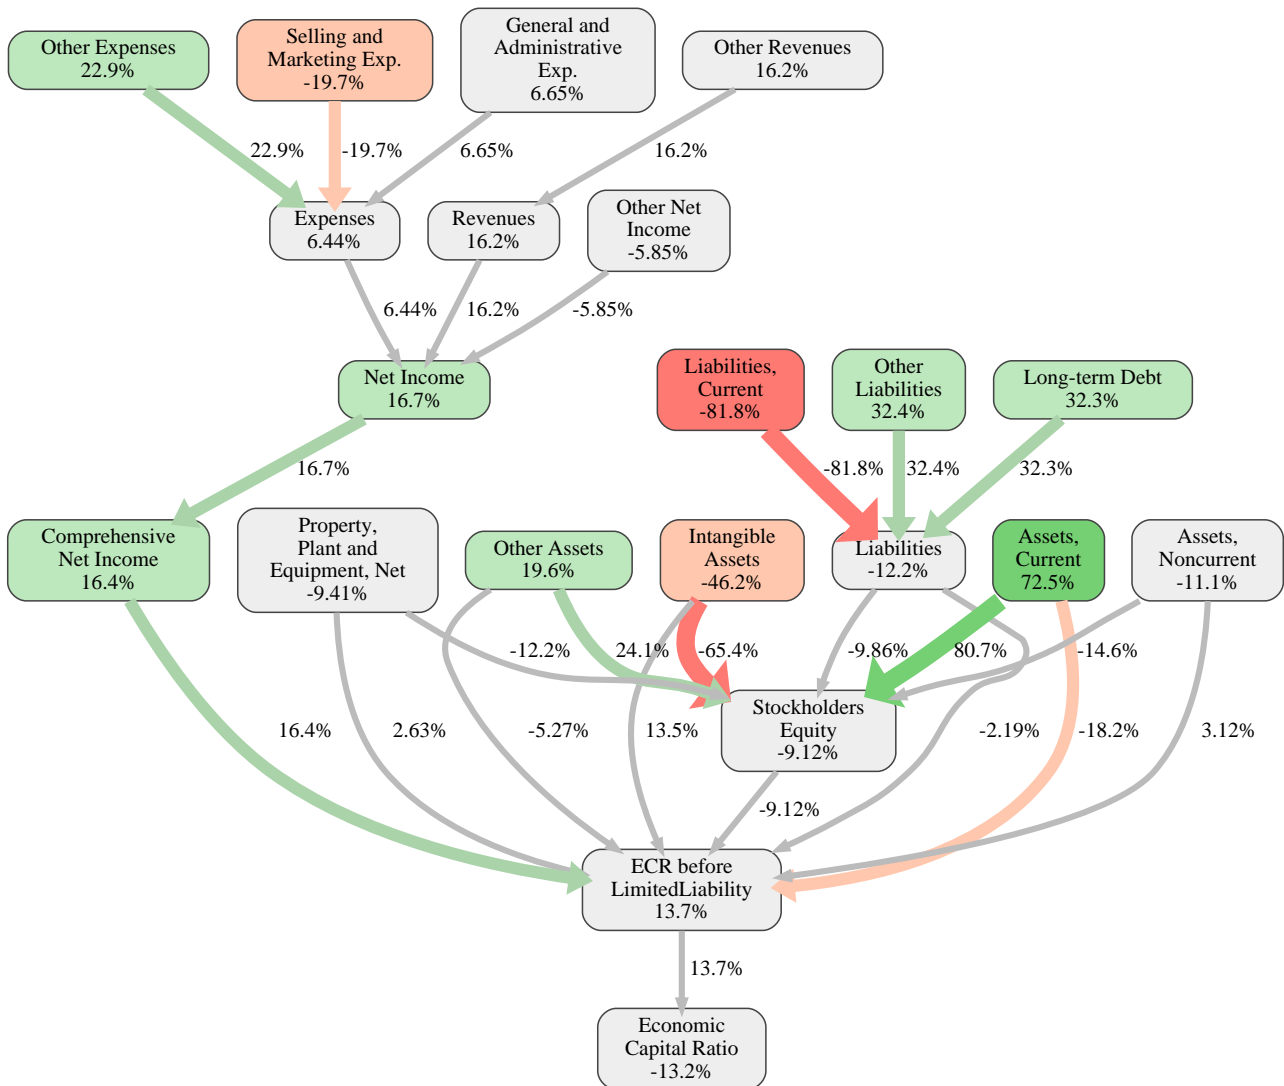 Other Expenses
22.9%
Selling and
Marketing Exp.
-19.7%
General and
Administrative
Exp.
6.65%
Other Revenues
16.2%
22.9%
-19.7%
6.65%
16.2%
Expenses
6.44%
Revenues
16.2%
Other Net
Income
-5.85%
6.44%
16.2%
-5.85%
Net Income
16.7%
Liabilities,
Current
-81.8%
Other
Liabilities
32.4%
Long-term Debt
32.3%
16.7%
-81.8%
32.4%
32.3%
Comprehensive
Net Income
16.4%
Property,
Plant and
Equipment, Net
-9.41%
Other Assets
19.6%
Intangible
Assets
-46.2%
Liabilities
-12.2%
Assets,
Current
72.5%
Assets,
Noncurrent
-11.1%
-12.2%
24.1%
-65.4%
-9.86%
80.7%
-14.6%
Stockholders
Equity
-9.12%
16.4%
2.63%
-5.27%
13.5%
-2.19%
-18.2%
3.12%
-9.12%
ECR before
LimitedLiability
13.7%
13.7%
Economic
Capital Ratio
-13.2%